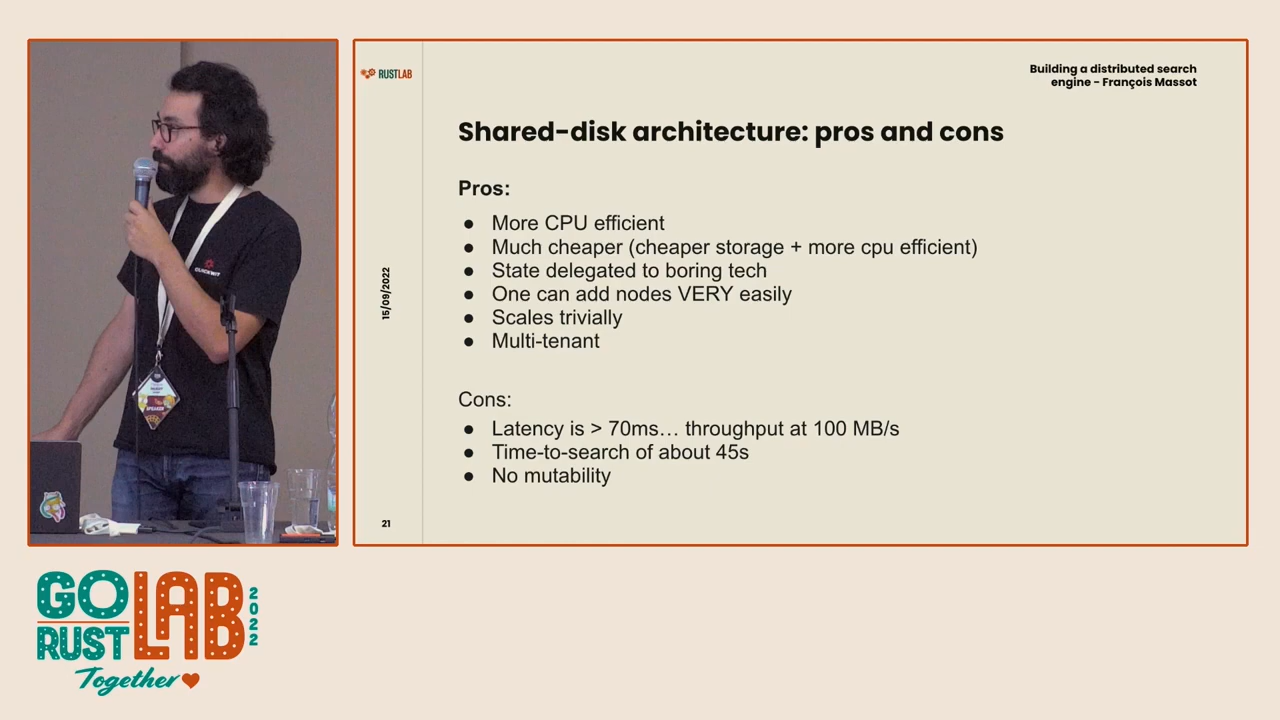 RUSTLAB
Building a distributed search
engine - François Massot
Shared-disk architecture: pros and cons
Pros:
● More CPU efficient
● Much cheaper (cheaper storage + more cpu efficient)
● State delegated to boring tech
● One can add nodes VERY easily
● Scales trivially
● Multi-tenant
Cons:
● Latency is > 70ms… throughput at 100 MB/s
● Time-to-search of about 45s
● No mutability
15/09/2022
21
QUICKWIT
SPEAKER
GO
RUST
LAB
2022
Together